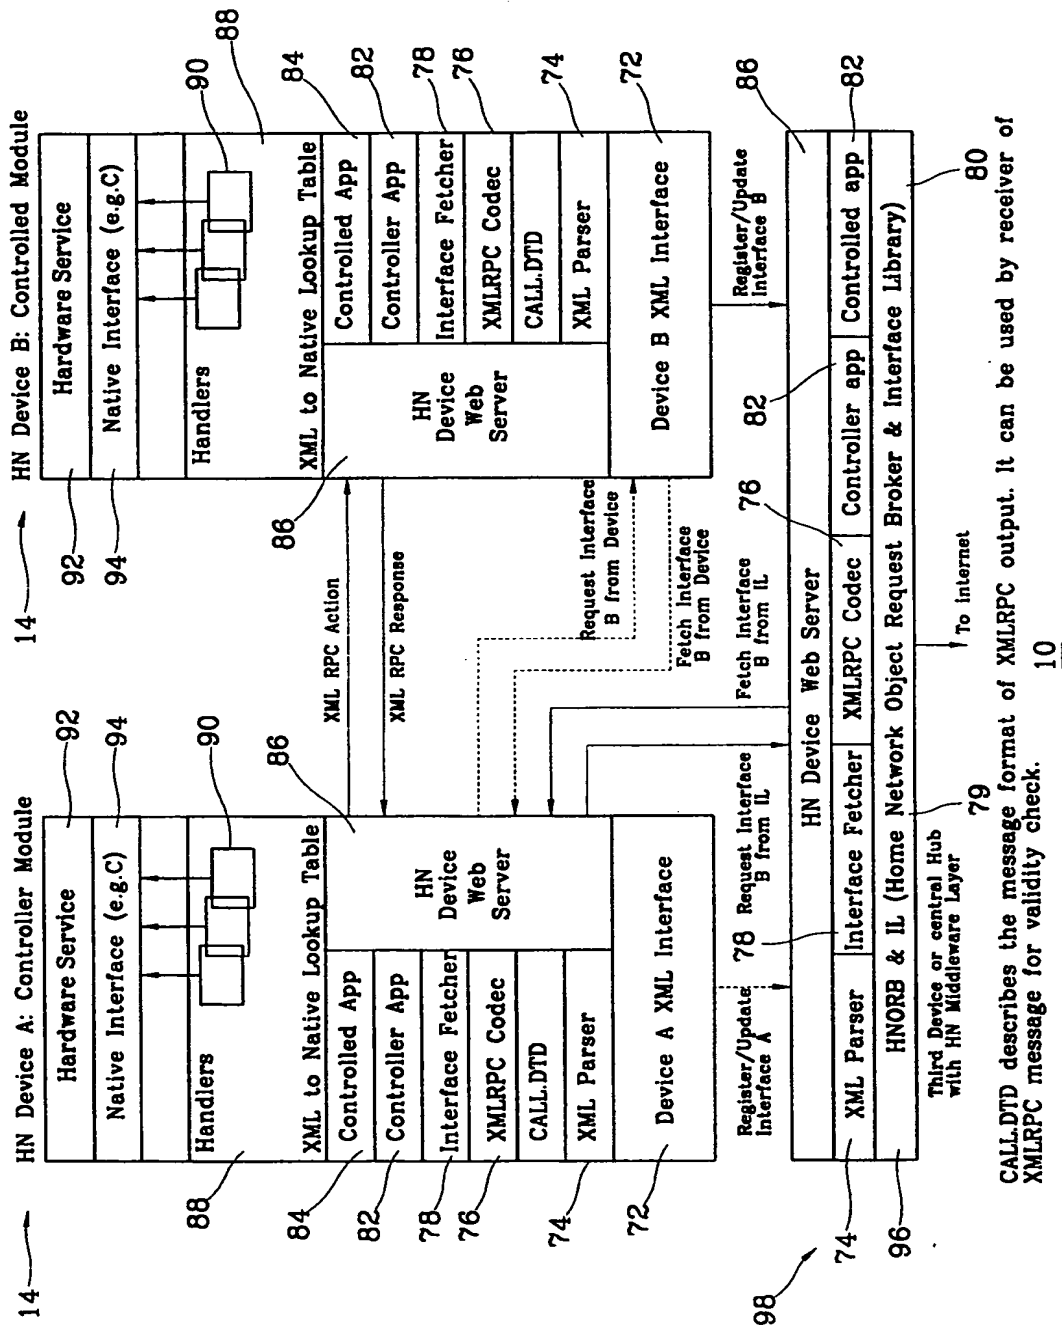 14
HN Device A: Controller Module
Hardware Service
92
Native Interface (e.g.C)
94
Handlers
90
88
XML to Native Lookup Table
Controlled App
84
Controller App
82
Interface Fetcher
78
XMLRPC Codec
76
CALL.DTD
XML Parser
74
HN
Device
Web
Server
86
Device A XML Interface
72
14
HN Device B: Controlled Module
Hardware Service
92
Native Interface (e.g.C)
94
Handlers
90
88
XML to Native Lookup Table
Controlled App
84
Controller App
82
Interface Fetcher
78
XMLRPC Codec
76
CALL.DTD
XML Parser
74
HN
Device
Web
Server
86
Device B XML Interface
72
XML RPC Action
XML RPC Response
Request Interface
B from Device
Fetch Interface
B from Device
Register/Update
Interface A
Request Interface
B from IL
Fetch Interface
B from IL
Register/Update
Interface B
98
HN Device Web Server
86
XML Parser
74
Interface Fetcher
78
XMLRPC Codec
76
Controller app
82
Controlled app
82
HNORB & IL (Home Network Object Request Broker & Interface Library)
96
79
80
Third Device or central Hub
with HN Middleware Layer
To internet
CALL.DTD describes the message format of XMLRPC output. It can be used by receiver of
XMLRPC message for validity check.
10